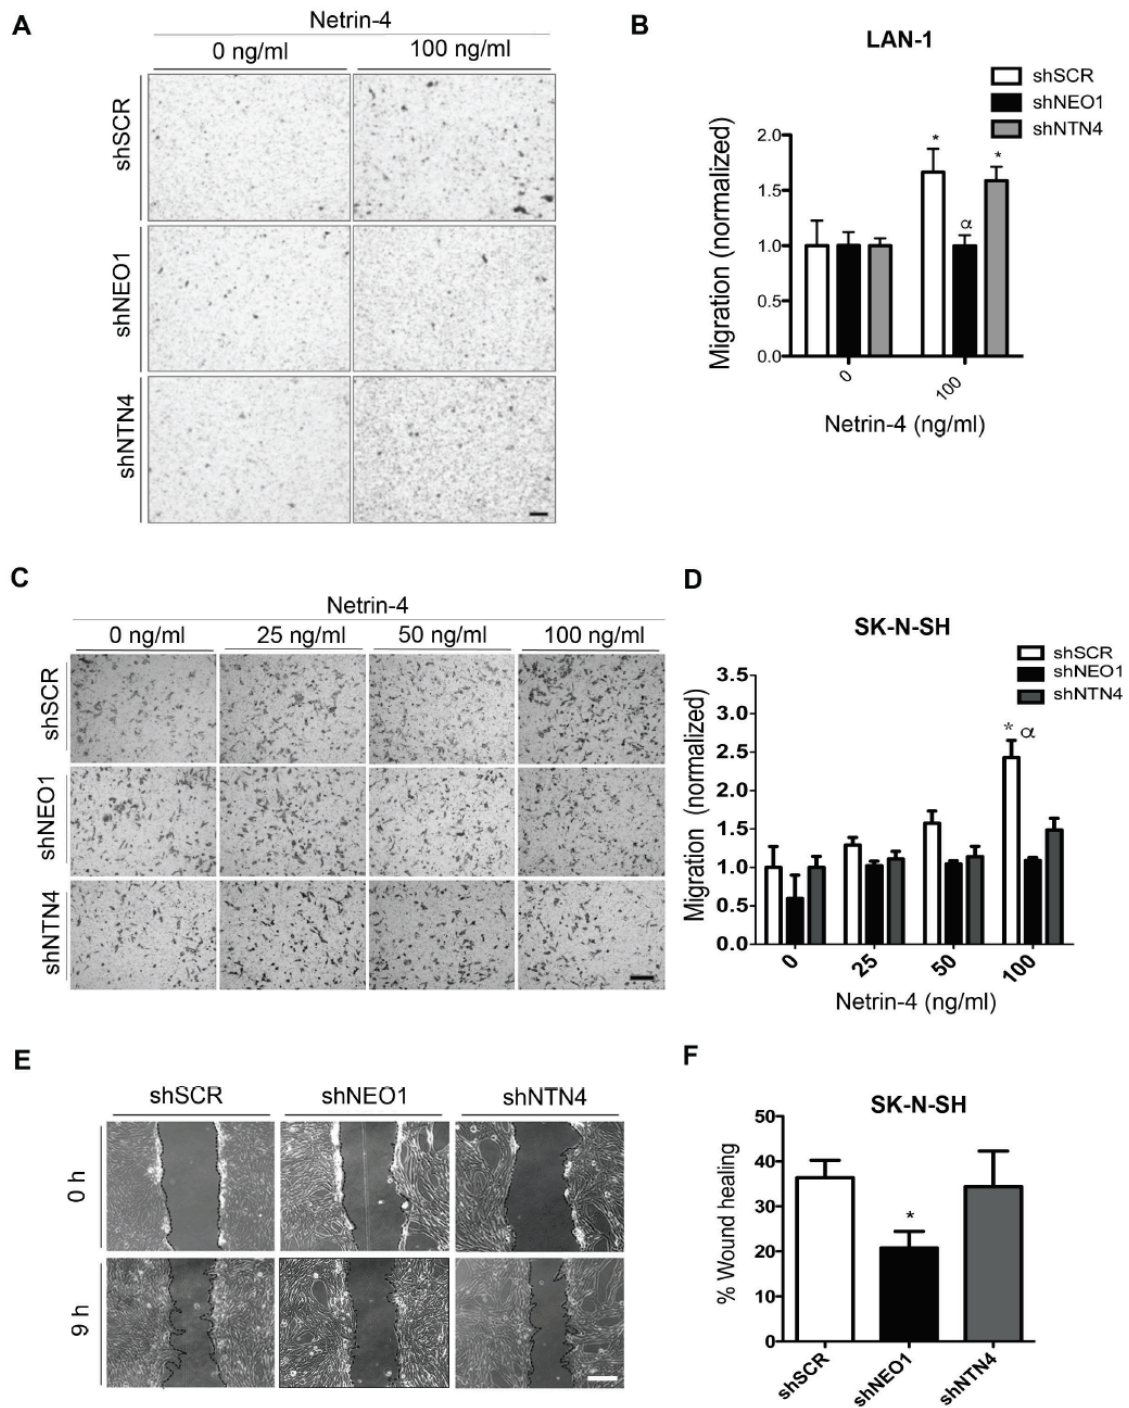 A
Netrin-4
0 ng/ml
100 ng/ml
shSCR
shNEO1
shNTN4
B
LAN-1
shSCR
shNEO1
shNTN4
Migration (normalized)
2.0
1.5
1.0
0.5
0.0
*
α
*
0
100
Netrin-4 (ng/ml)
C
Netrin-4
0 ng/ml
25 ng/ml
50 ng/ml
100 ng/ml
shSCR
shNEO1
shNTN4
D
SK-N-SH
shSCR
shNEO1
shNTN4
Migration (normalized)
3.5
3.0
2.5
2.0
1.5
1.0
0.5
0.0
* α
0
25
50
100
Netrin-4 (ng/ml)
E
shSCR
shNEO1
shNTN4
0 h
9 h
F
SK-N-SH
% Wound healing
50
40
30
20
10
0
*
shSCR
shNEO1
shNTN4